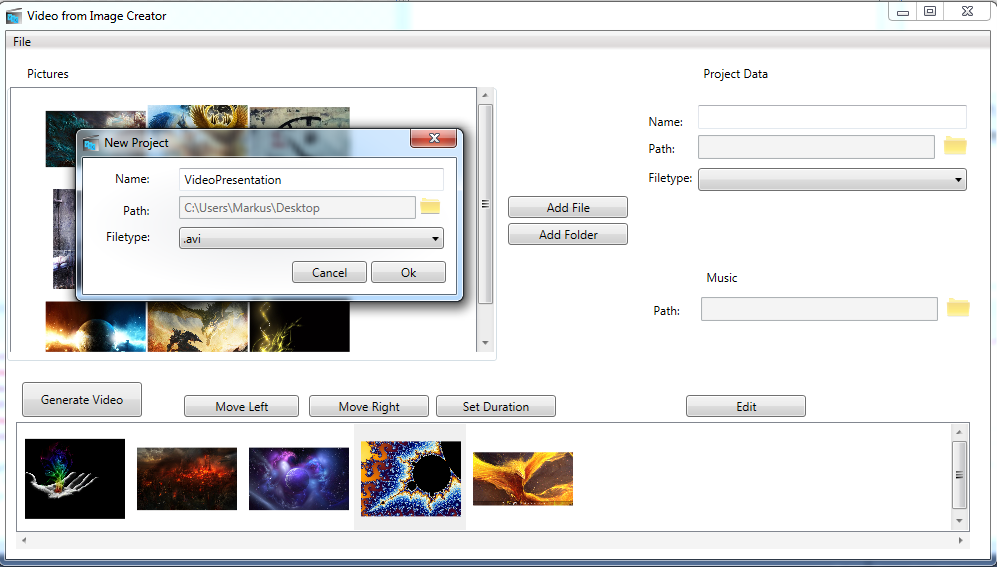 Video from Image Creator
File
Pictures
Project Data
Name:
Path:
Filetype:
New Project
Name: VideoPresentation
Path: C:\Users\Markus\Desktop
Filetype: .avi
Cancel Ok
Add File
Add Folder
Music
Path:
Generate Video
Move Left
Move Right
Set Duration
Edit